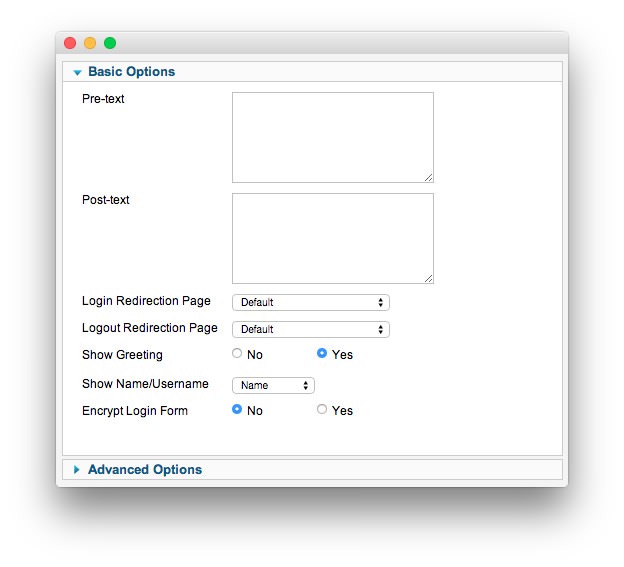 Basic Options
Pre-text
Post-text
Login Redirection Page Default
Logout Redirection Page Default
Show Greeting No Yes
Show Name/Username Name
Encrypt Login Form No Yes
Advanced Options